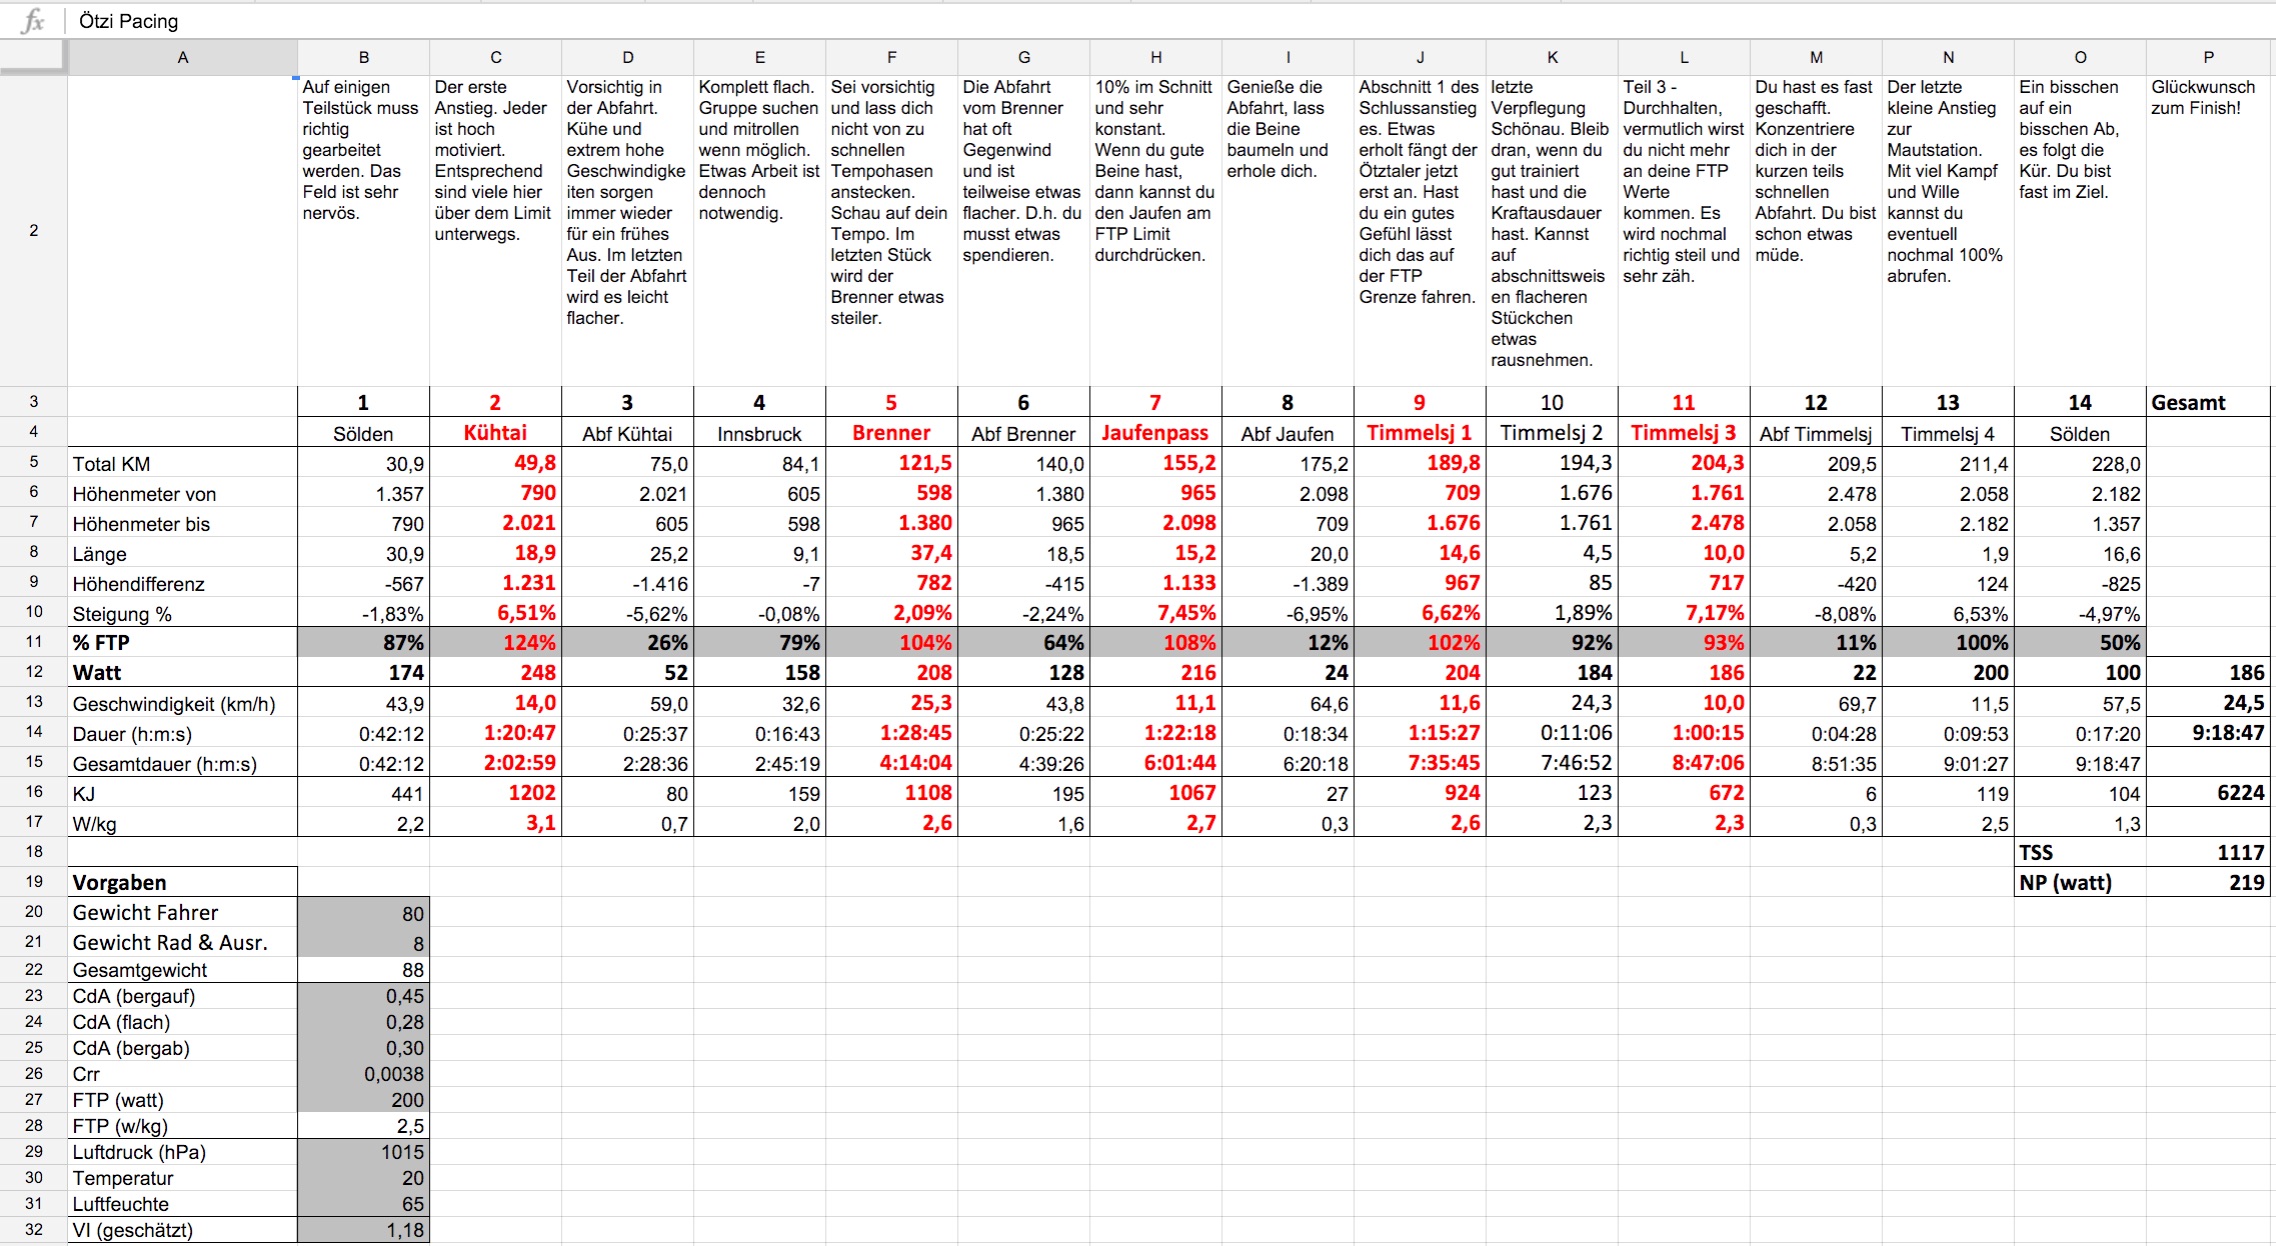 fx Ötzi Pacing
A B C D E F G H I J K L M N O P
2
Auf einigen
Teilstück muss
richtig
gearbeitet
werden. Das
Feld ist sehr
nervös.
Der erste
Anstieg. Jeder
ist hoch
motiviert.
Entsprechend
sind viele hier
über dem Limit
unterwegs.
Vorsichtig in
der Abfahrt.
Kühe und
extrem hohe
Geschwindigke
iten sorgen
immer wieder
für ein frühes
Aus. Im letzten
Teil der Abfahrt
wird es leicht
flacher.
Komplett flach.
Gruppe suchen
und mitrollen
wenn möglich.
Etwas Arbeit ist
dennoch
notwendig.
Sei vorsichtig
und lass dich
nicht von zu
schnellen
Tempohasen
anstecken.
Schau auf dein
Tempo. Im
letzten Stück
wird der
Brenner etwas
steiler.
Die Abfahrt
vom Brenner
hat oft
Gegenwind
und ist
teilweise etwas
flacher. D.h. du
musst etwas
spendieren.
10% im Schnitt
und sehr
konstant.
Wenn du gute
Beine hast,
dann kannst du
den Jaufen am
FTP Limit
durchdrücken.
Genieße die
Abfahrt, lass
die Beine
baumeln und
erhole dich.
Abschnitt 1 des
Schlussanstieg
es. Etwas
erholt fängt der
Ötztaler jetzt
erst an. Hast
du ein gutes
Gefühl lässt
dich das auf
der FTP
Grenze fahren.
letzte
Verpflegung
Schönau. Bleib
dran, wenn du
gut trainiert
hast und die
Kraftausdauer
hast. Kannst
auf
abschnittsweis
en flacheren
Stückchen
etwas
rausnehmen.
Teil 3 -
Durchhalten,
vermutlich wirst
du nicht mehr
an deine FTP
Werte
kommen. Es
wird nochmal
richtig steil und
sehr zäh.
Du hast es fast
geschafft.
Konzentriere
dich in der
kurzen teils
schnellen
Abfahrt. Du bist
schon etwas
müde.
Der letzte
kleine Anstieg
zur
Mautstation.
Mit viel Kampf
und Wille
kannst du
eventuell
nochmal 100%
abrufen.
Ein bisschen
auf ein
bisschen Ab,
es folgt die
Kür. Du bist
fast im Ziel.
Glückwunsch
zum Finish!
3 1 2 3 4 5 6 7 8 9 10 11 12 13 14 Gesamt
4 Sölden Kühtai Abf Kühtai Innsbruck Brenner Abf Brenner Jaufenpass Abf Jaufen Timmelsj 1 Timmelsj 2 Timmelsj 3 Abf Timmelsj Timmelsj 4 Sölden
5 Total KM 30,9 49,8 75,0 84,1 121,5 140,0 155,2 175,2 189,8 194,3 204,3 209,5 211,4 228,0
6 Höhenmeter von 1.357 790 2.021 605 598 1.380 965 2.098 709 1.676 1.761 2.478 2.058 2.182
7 Höhenmeter bis 790 2.021 605 598 1.380 965 2.098 709 1.676 1.761 2.478 2.058 2.182 1.357
8 Länge 30,9 18,9 25,2 9,1 37,4 18,5 15,2 20,0 14,6 4,5 10,0 5,2 1,9 16,6
9 Höhendifferenz -567 1.231 -1.416 -7 782 -415 1.133 -1.389 967 85 717 -420 124 -825
10 Steigung % -1,83% 6,51% -5,62% -0,08% 2,09% -2,24% 7,45% -6,95% 6,62% 1,89% 7,17% -8,08% 6,53% -4,97%
11 % FTP 87% 124% 26% 79% 104% 64% 108% 12% 102% 92% 93% 11% 100% 50%
12 Watt 174 248 52 158 208 128 216 24 204 184 186 22 200 100 186
13 Geschwindigkeit (km/h) 43,9 14,0 59,0 32,6 25,3 43,8 11,1 64,6 11,6 24,3 10,0 69,7 11,5 57,5 24,5
14 Dauer (h:m:s) 0:42:12 1:20:47 0:25:37 0:16:43 1:28:45 0:25:22 1:22:18 0:18:34 1:15:27 0:11:06 1:00:15 0:04:28 0:09:53 0:17:20 9:18:47
15 Gesamtdauer (h:m:s) 0:42:12 2:02:59 2:28:36 2:45:19 4:14:04 4:39:26 6:01:44 6:20:18 7:35:45 7:46:52 8:47:06 8:51:35 9:01:27 9:18:47
16 KJ 441 1202 80 159 1108 195 1067 27 924 123 672 6 119 104 6224
17 W/kg 2,2 3,1 0,7 2,0 2,6 1,6 2,7 0,3 2,6 2,3 2,3 0,3 2,5 1,3
18 TSS 1117
19 Vorgaben NP (watt) 219
20 Gewicht Fahrer 80
21 Gewicht Rad & Ausr. 8
22 Gesamtgewicht 88
23 CdA (bergauf) 0,45
24 CdA (flach) 0,28
25 CdA (bergab) 0,30
26 Crr 0,0038
27 FTP (watt) 200
28 FTP (w/kg) 2,5
29 Luftdruck (hPa) 1015
30 Temperatur 20
31 Luftfeuchte 65
32 VI (geschätzt) 1,18